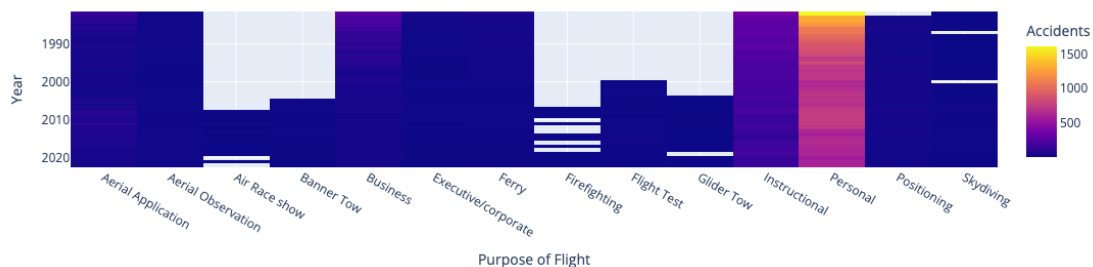 Accidents
1500
1000
500
Year
1990
2000
2010
2020
Aerial Application
Aerial Observation
Air Race show
Banner Tow
Business
Executive/corporate
Ferry
Firefighting
Flight Test
Glider Tow
Instructional
Personal
Positioning
Skydiving
Purpose of Flight